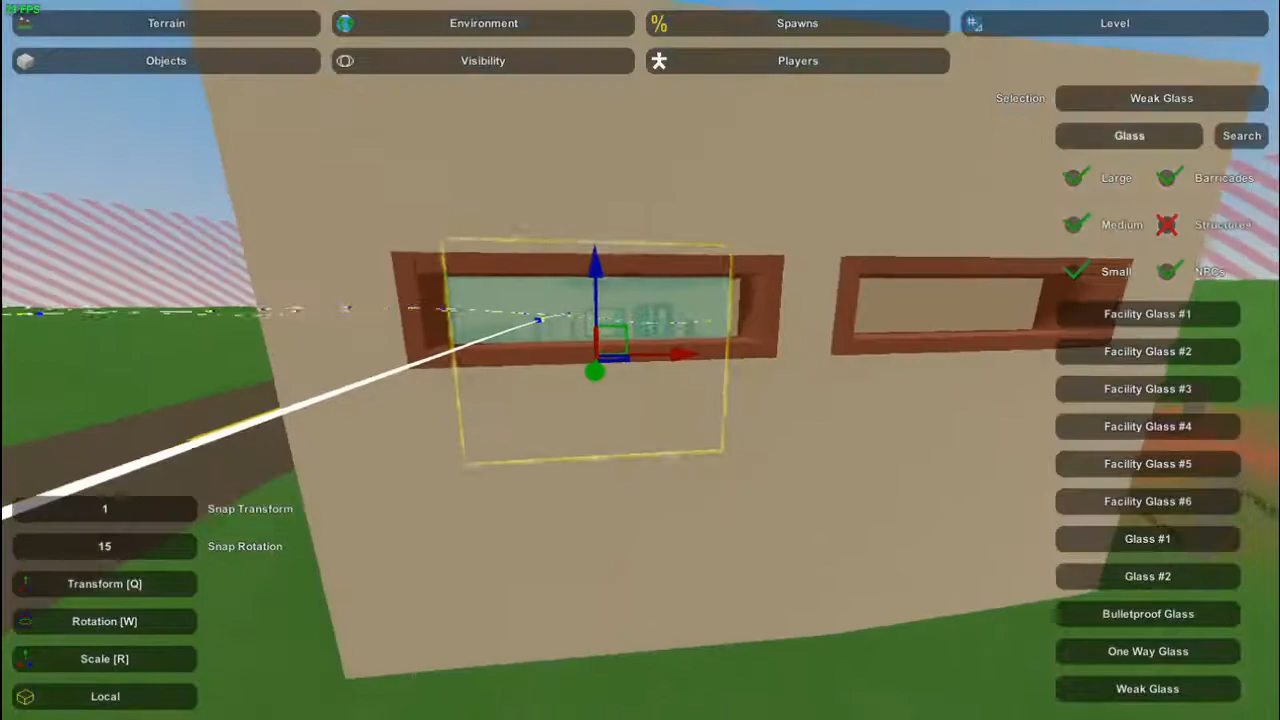 Terrain
Environment
Spawns
Level
Objects
Visibility
Players
Selection
Weak Glass
Glass
Search
Large
Barricades
Medium
Structures
Small
NPCs
Facility Glass #1
Facility Glass #2
Facility Glass #3
Facility Glass #4
Facility Glass #5
Facility Glass #6
Glass #1
Glass #2
Bulletproof Glass
One Way Glass
Weak Glass
1
Snap Transform
15
Snap Rotation
Transform [Q]
Rotation [W]
Scale [R]
Local